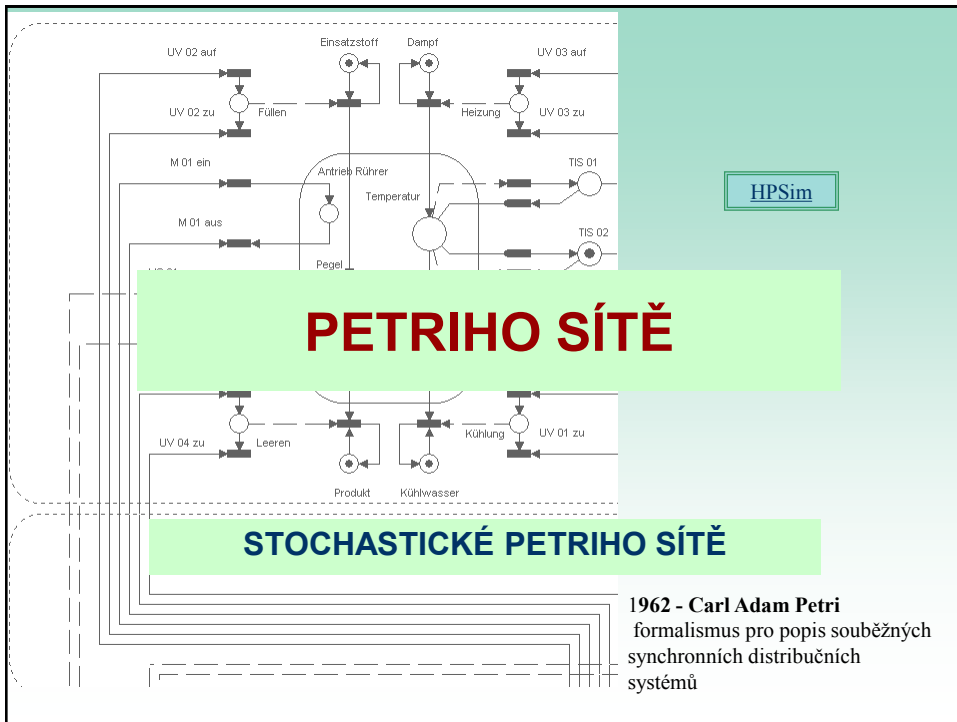 Einsatzstoff Dampf
UV 02 auf
UV 03 auf
UV 02 zu
Füllen
Heizung
UV 03 zu
M 01 ein
Antrieb Rührer
TIS 01
Temperatur
HPSim
M 01 aus
TIS 02
Pegel
PETRIHO SÍTĚ
UV 04 zu
Leeren
Kühlung
UV 01 zu
Produkt Kühlwasser
STOCHASTICKÉ PETRIHO SÍTĚ
1962 - Carl Adam Petri
formalismus pro popis souběžných
synchronních distribučních
systémů